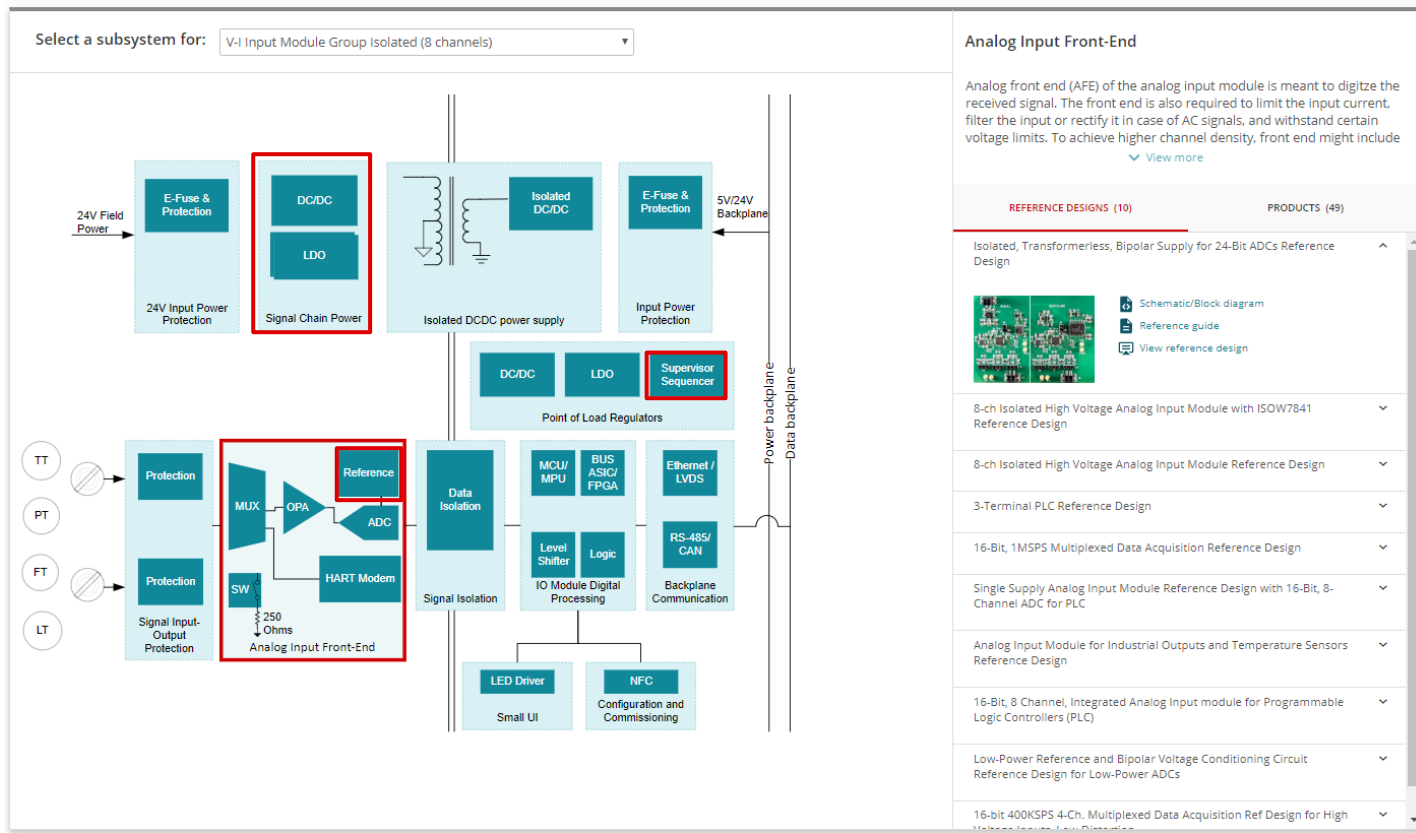 Select a subsystem for:
V-I Input Module Group Isolated (8 channels)
24V Field
Power
E-Fuse &
Protection
24V Input Power
Protection
DC/DC
LDO
Signal Chain Power
Isolated
DC/DC
Isolated DCDC power supply
E-Fuse &
Protection
Input Power
Protection
5V/24V
Backplane
DC/DC
LDO
Supervisor
Sequencer
Point of Load Regulators
Power backplane
Data backplane
TT
PT
FT
LT
Protection
Protection
Signal Input-
Output
Protection
MUX
OPA
Reference
ADC
HART Modem
SW
250
Ohms
Analog Input Front-End
Data
Isolation
Signal Isolation
MCU/
MPU
BUS
ASIC/
FPGA
Level
Shifter
Logic
IO Module Digital
Processing
Ethernet /
LVDS
RS-485/
CAN
Backplane
Communication
LED Driver
Small UI
NFC
Configuration and
Commissioning
Analog Input Front-End
Analog front end (AFE) of the analog input module is meant to digitze the
received signal. The front end is also required to limit the input current,
filter the input or rectify it in case of AC signals, and withstand certain
voltage limits. To achieve higher channel density, front end might include
View more
REFERENCE DESIGNS (10)
PRODUCTS (49)
Isolated, Transformerless, Bipolar Supply for 24-Bit ADCs Reference
Design
Schematic/Block diagram
Reference guide
View reference design
8-ch Isolated High Voltage Analog Input Module with ISOW7841
Reference Design
8-ch Isolated High Voltage Analog Input Module Reference Design
3-Terminal PLC Reference Design
16-Bit, 1MSPS Multiplexed Data Acquisition Reference Design
Single Supply Analog Input Module Reference Design with 16-Bit, 8-
Channel ADC for PLC
Analog Input Module for Industrial Outputs and Temperature Sensors
Reference Design
16-Bit, 8 Channel, Integrated Analog Input module for Programmable
Logic Controllers (PLC)
Low-Power Reference and Bipolar Voltage Conditioning Circuit
Reference Design for Low-Power ADCs
16-bit 400KSPS 4-Ch. Multiplexed Data Acquisition Ref Design for High
Voltage Inputs, Low Distortion